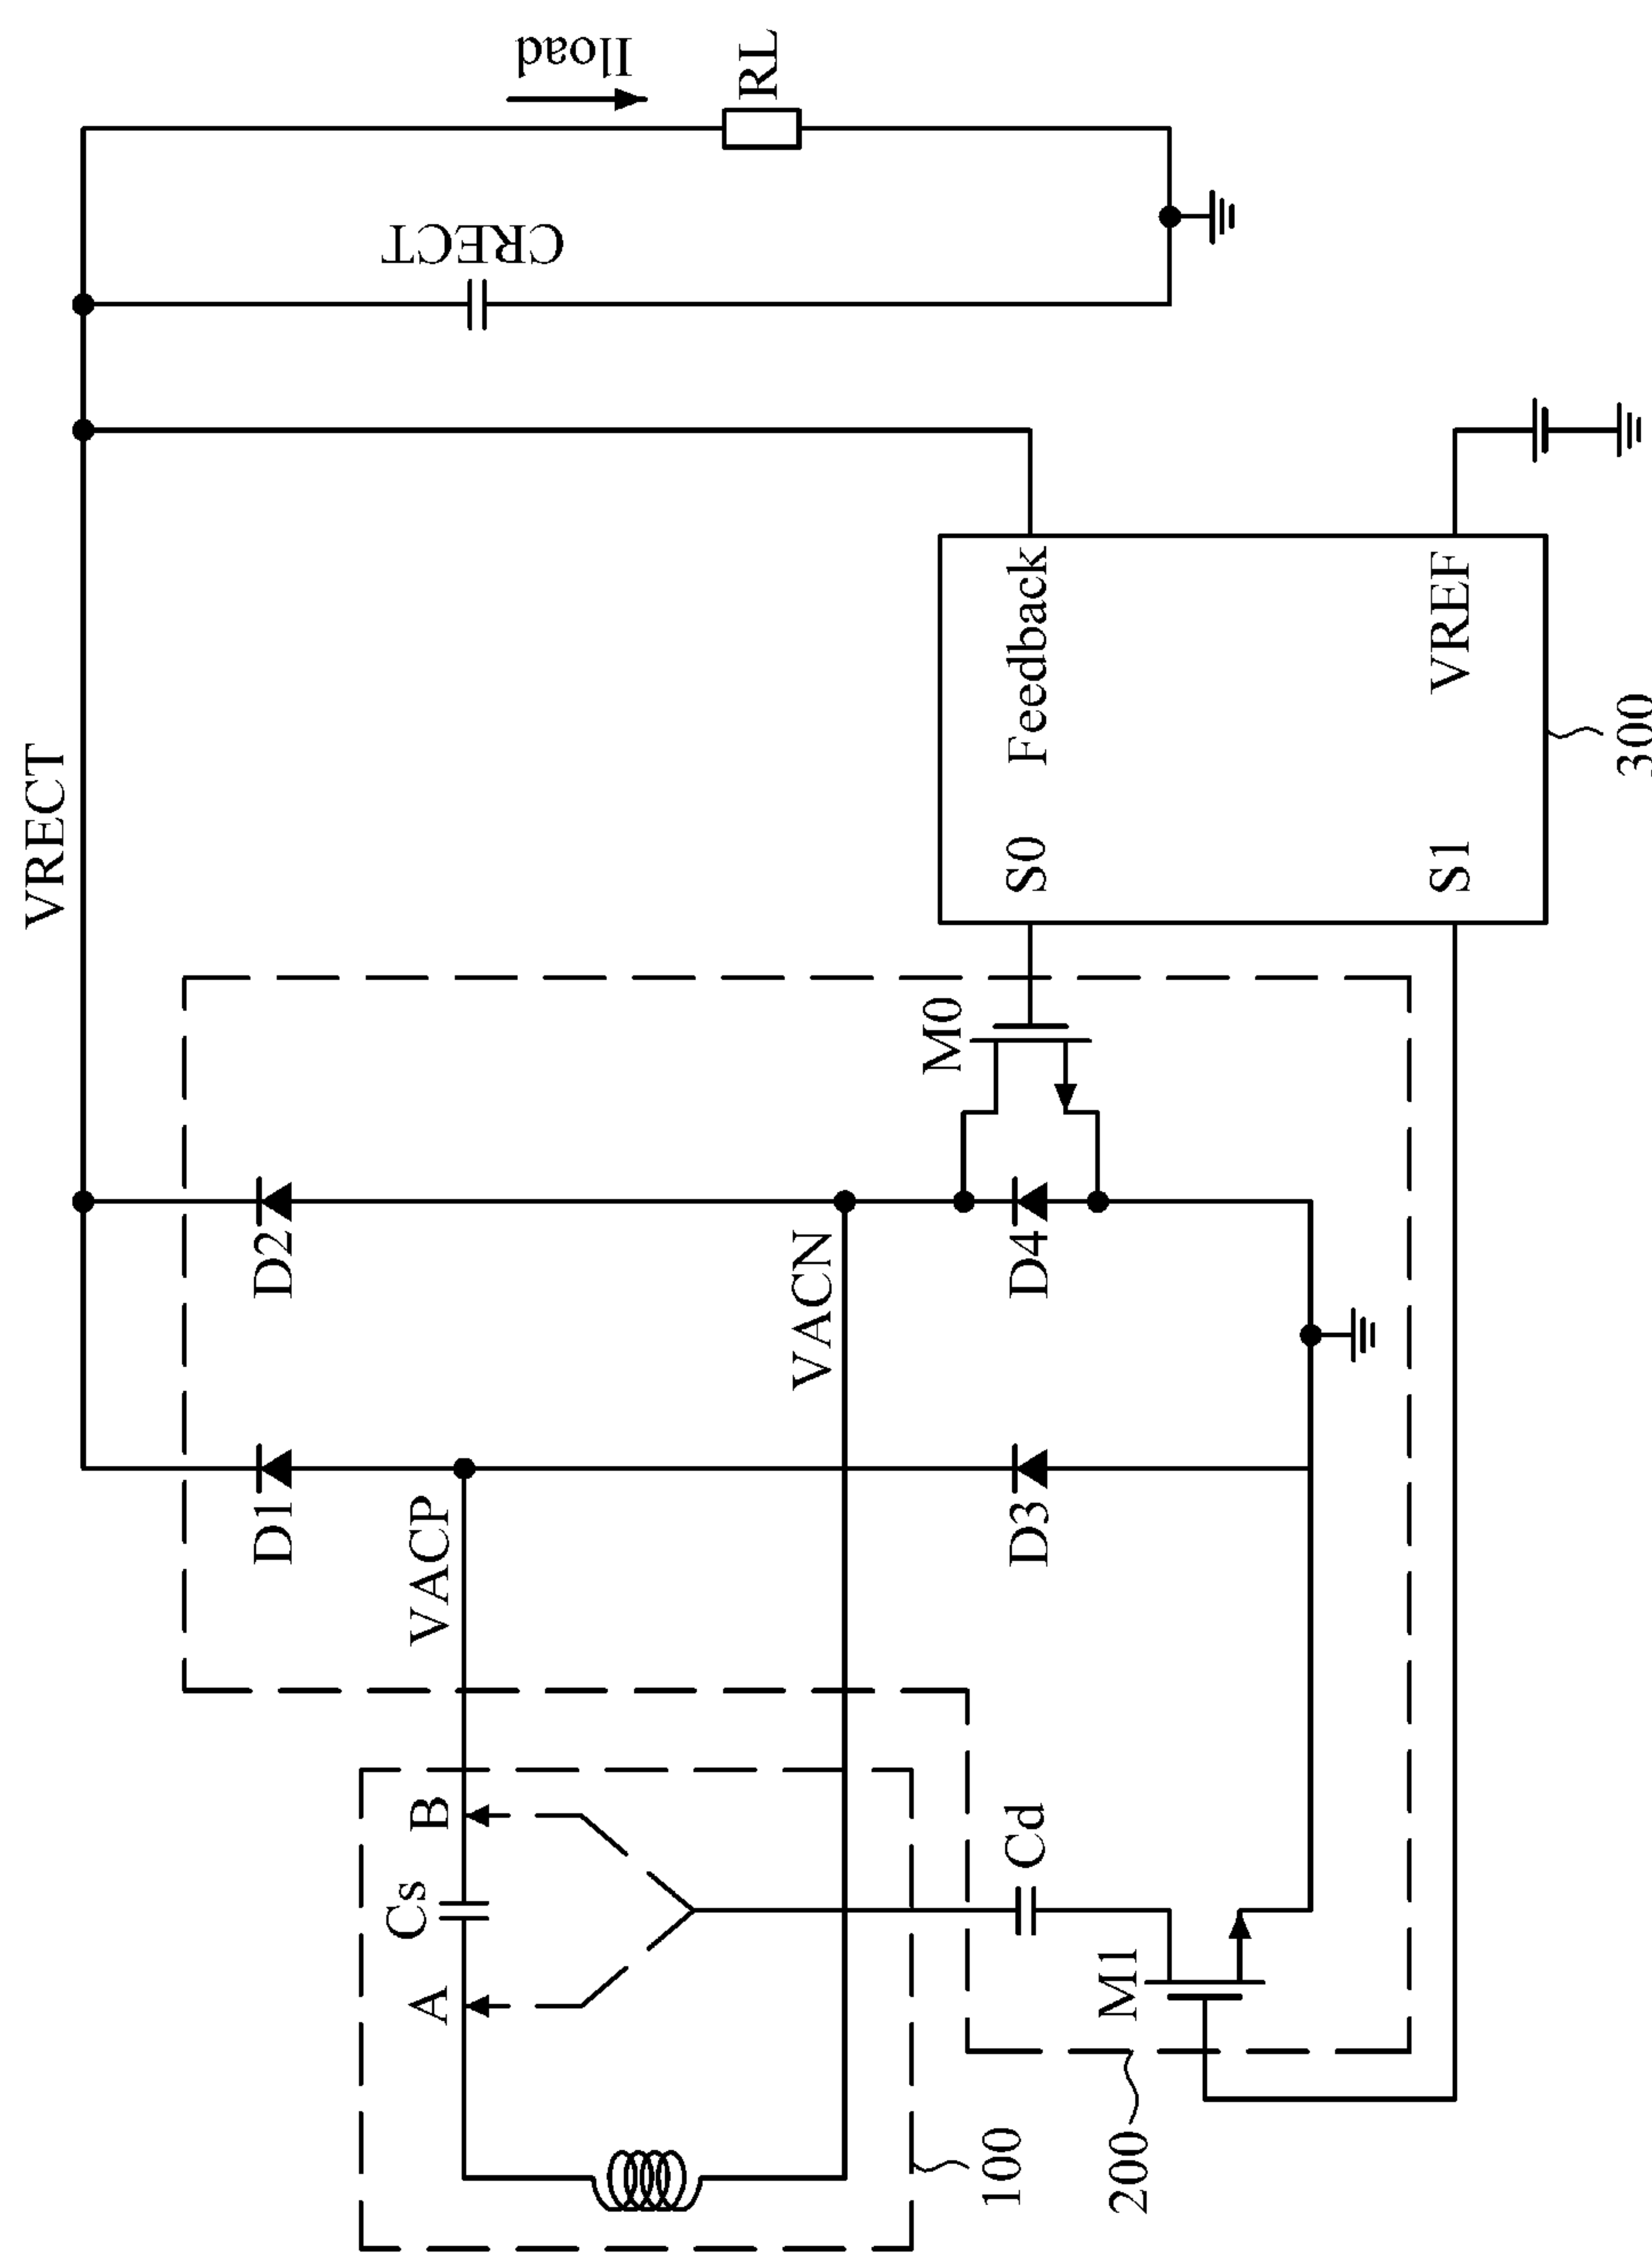 VRECT
Iload
RL
CRECT
D1
D2
VACP
VACN
A
Cs
B
D3
D4
M0
S0
Feedback
S1
VREF
300
Cd
M1
100
200